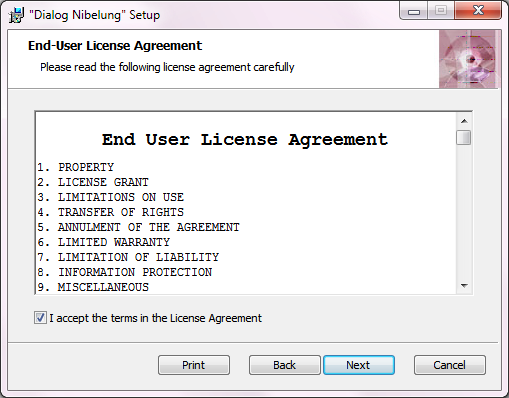 "Dialog Nibelung" Setup
End-User License Agreement
Please read the following license agreement carefully
End User License Agreement
1. PROPERTY
2. LICENSE GRANT
3. LIMITATIONS ON USE
4. TRANSFER OF RIGHTS
5. ANNULMENT OF THE AGREEMENT
6. LIMITED WARRANTY
7. LIMITATION OF LIABILITY
8. INFORMATION PROTECTION
9. MISCELLANEOUS
I accept the terms in the License Agreement
Print Back Next Cancel